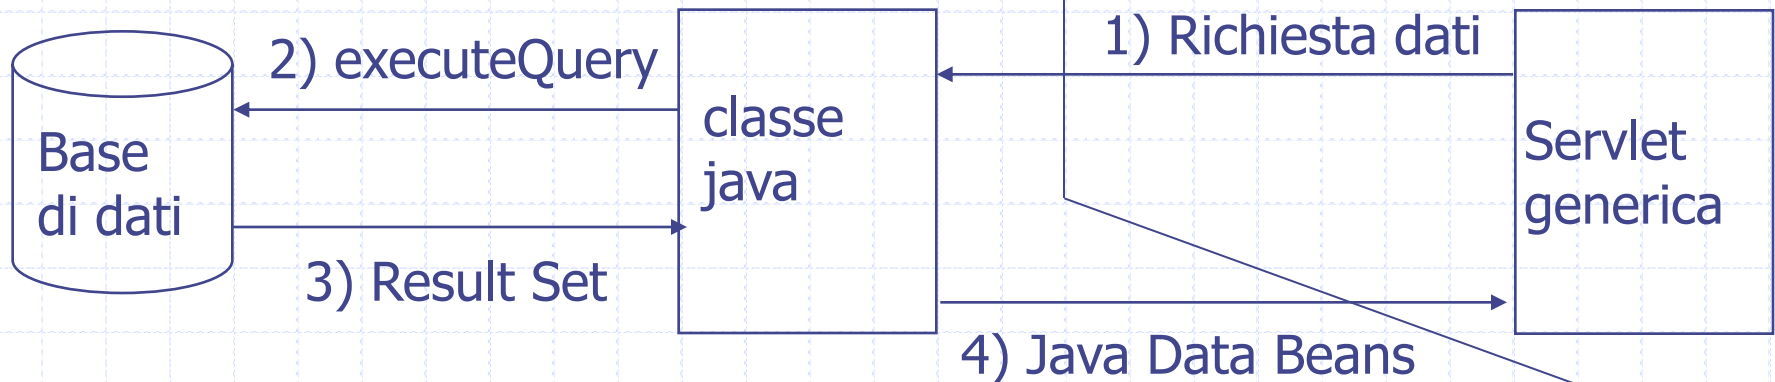 1) Richiesta dati
2) executeQuery
Base
di dati
classe
java
Servlet
generica
3) Result Set
4) Java Data Beans